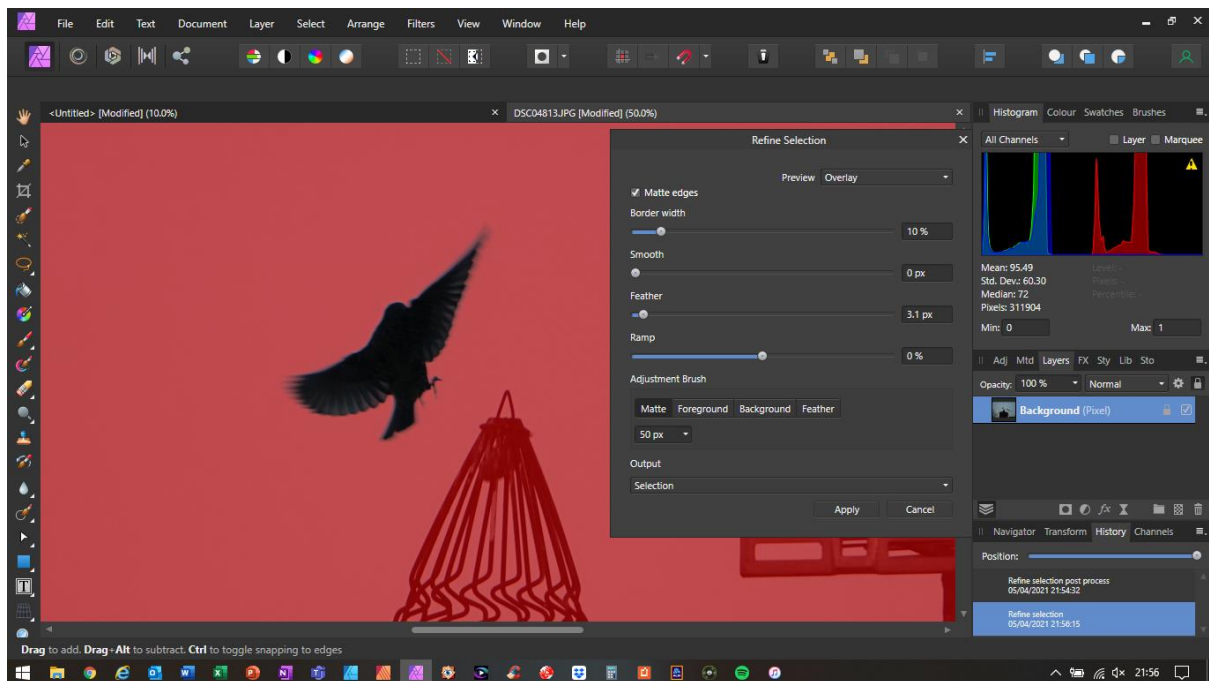 File Edit Text Document Layer Select Arrange Filters View Window Help
<Untitled> [Modified] (10.0%)
DSC04813.JPG [Modified] (50.0%)
Refine Selection
Preview Overlay
Matte edges
Border width
10 %
Smooth
0 px
Feather
3.1 px
Ramp
0 %
Adjustment Brush
Matte Foreground Background Feather
50 px
Output
Selection
Apply Cancel
Histogram Colour Swatches Brushes
All Channels Layer Marquee
Mean: 95.49 Level: -
Std. Dev.: 60.30 Pixels: -
Median: 72 Percentile: -
Pixels: 311904
Min: 0 Max: 1
Adj Mtd Layers FX Sty Lib Sto
Opacity: 100 % Normal
Background (Pixel)
Navigator Transform History Channels
Position:
Refine selection post process
05/04/2021 21:54:32
Refine selection
05/04/2021 21:56:15
Drag to add. Drag+Alt to subtract. Ctrl to toggle snapping to edges
21:56